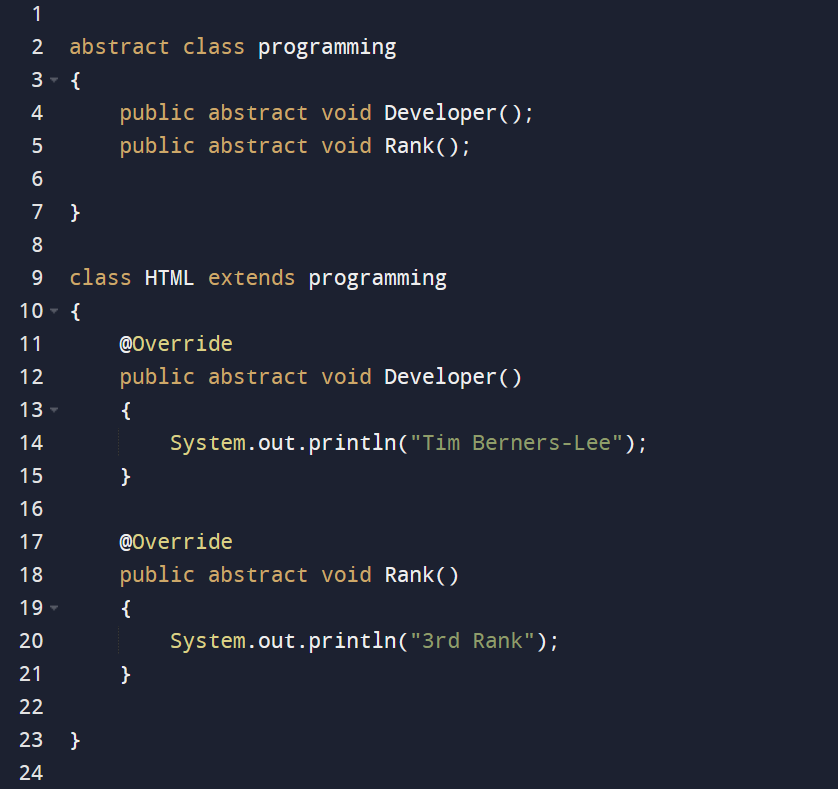 1
2 abstract class programming
3 {
4     public abstract void Developer();
5     public abstract void Rank();
6
7 }
8
9 class HTML extends programming
10 {
11     @Override
12     public abstract void Developer()
13     {
14         System.out.println("Tim Berners-Lee");
15     }
16
17     @Override
18     public abstract void Rank()
19     {
20         System.out.println("3rd Rank");
21     }
22
23 }
24